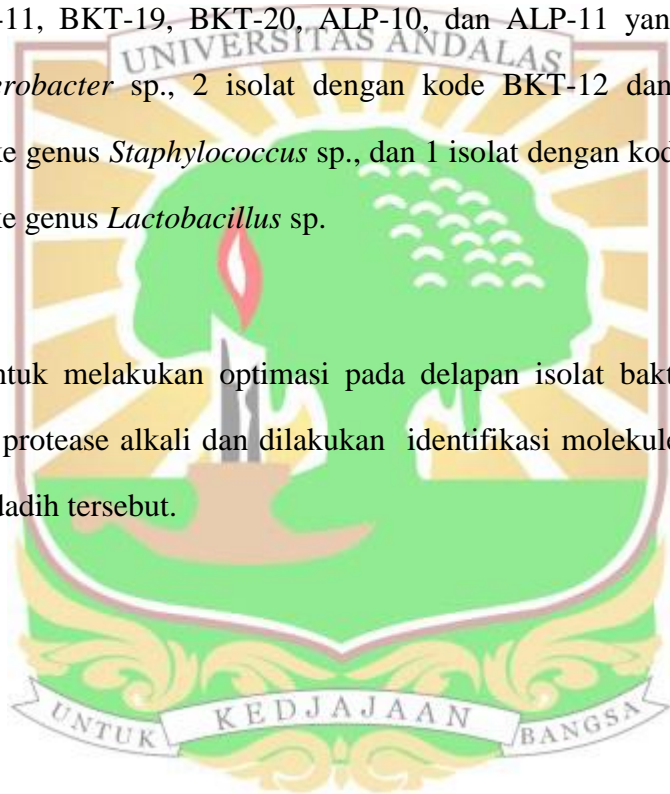 -11, BKT-19, BKT-20, ALP-10, dan ALP-11 yan
UNIVERSITAS ANDALAS
erobacter sp., 2 isolat dengan kode BKT-12 dan
ke genus Staphylococcus sp., dan 1 isolat dengan kod
ke genus Lactobacillus sp.
ntuk melakukan optimasi pada delapan isolat bakt
protease alkali dan dilakukan identifikasi molekul
dadih tersebut.
UNTUK KEDJAJAAN BANGSA